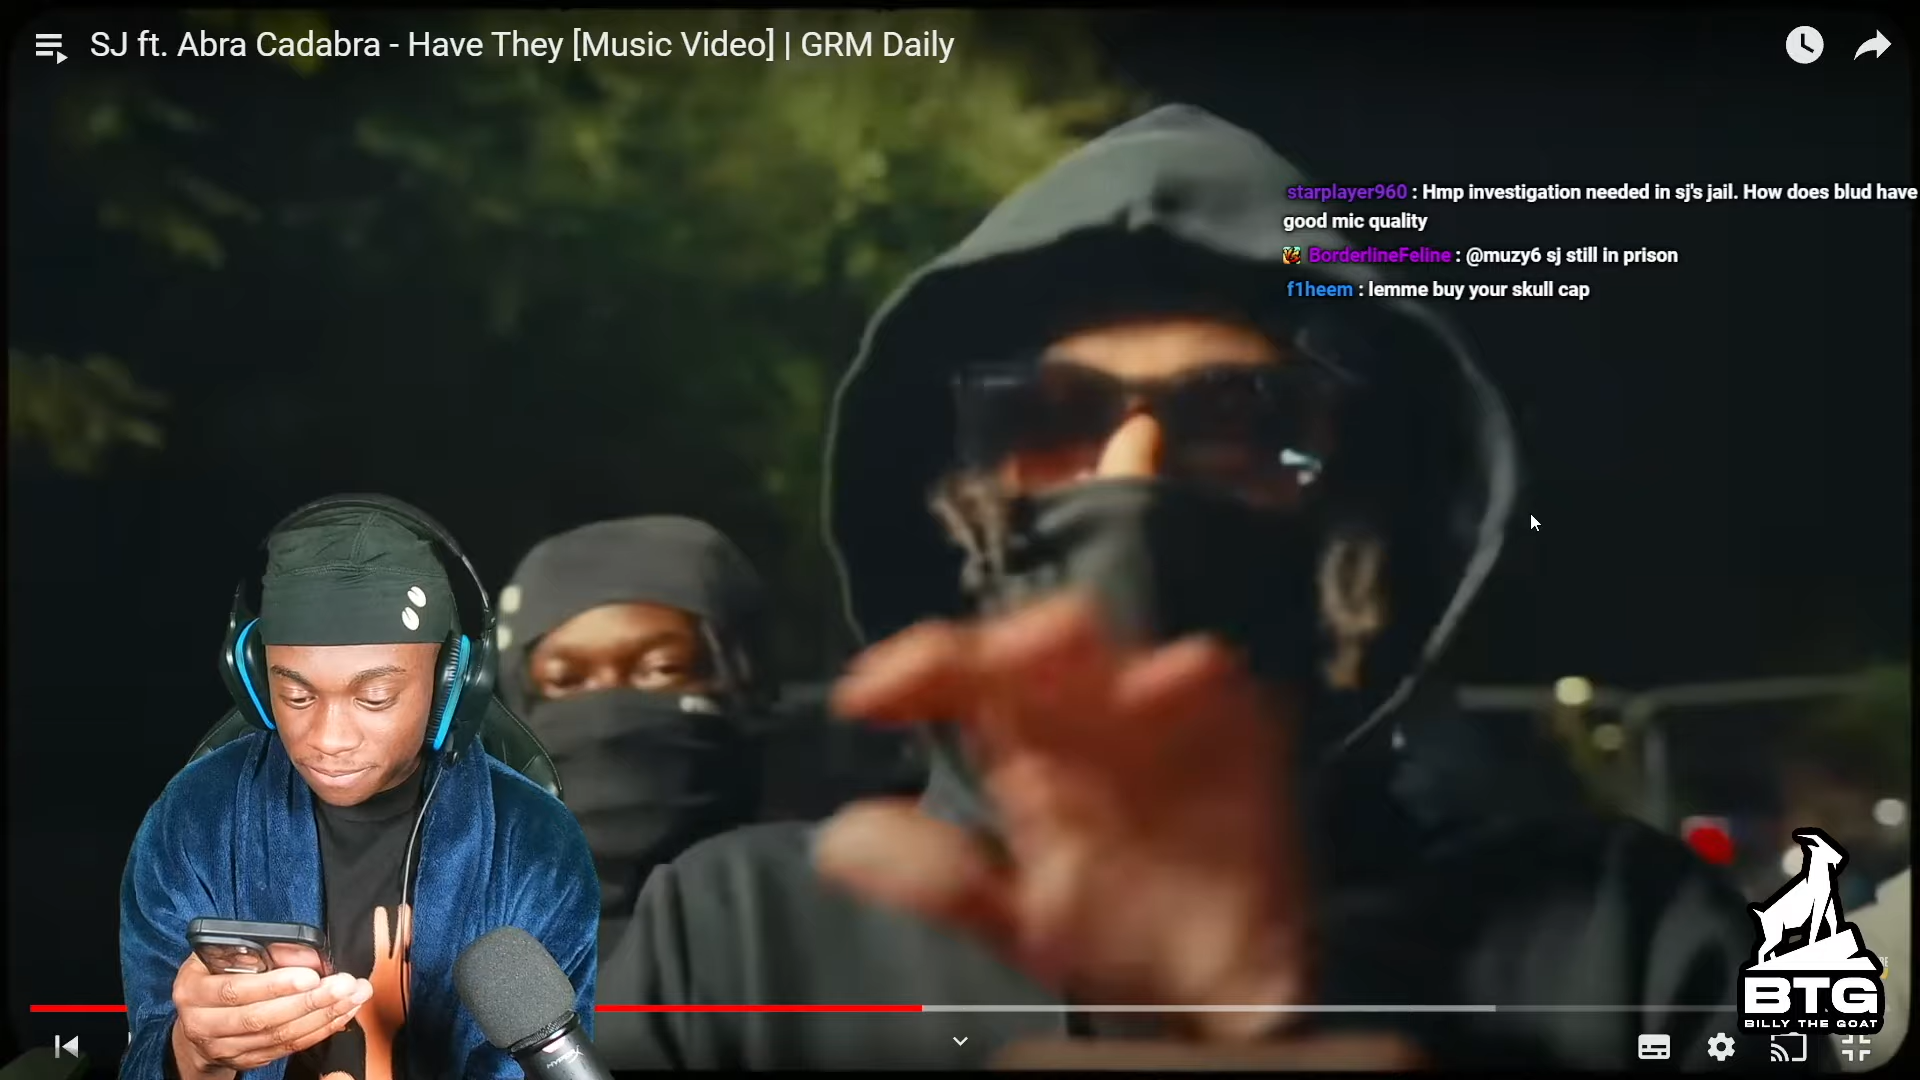 SJ ft. Abra Cadabra - Have They [Music Video] | GRM Daily
starplayer960 : Hmp investigation needed in sj's jail. How does blud have
good mic quality
BorderlineFeline : @muzy6 sj still in prison
f1heem : lemme buy your skull cap
BTG
BILLY THE GOAT